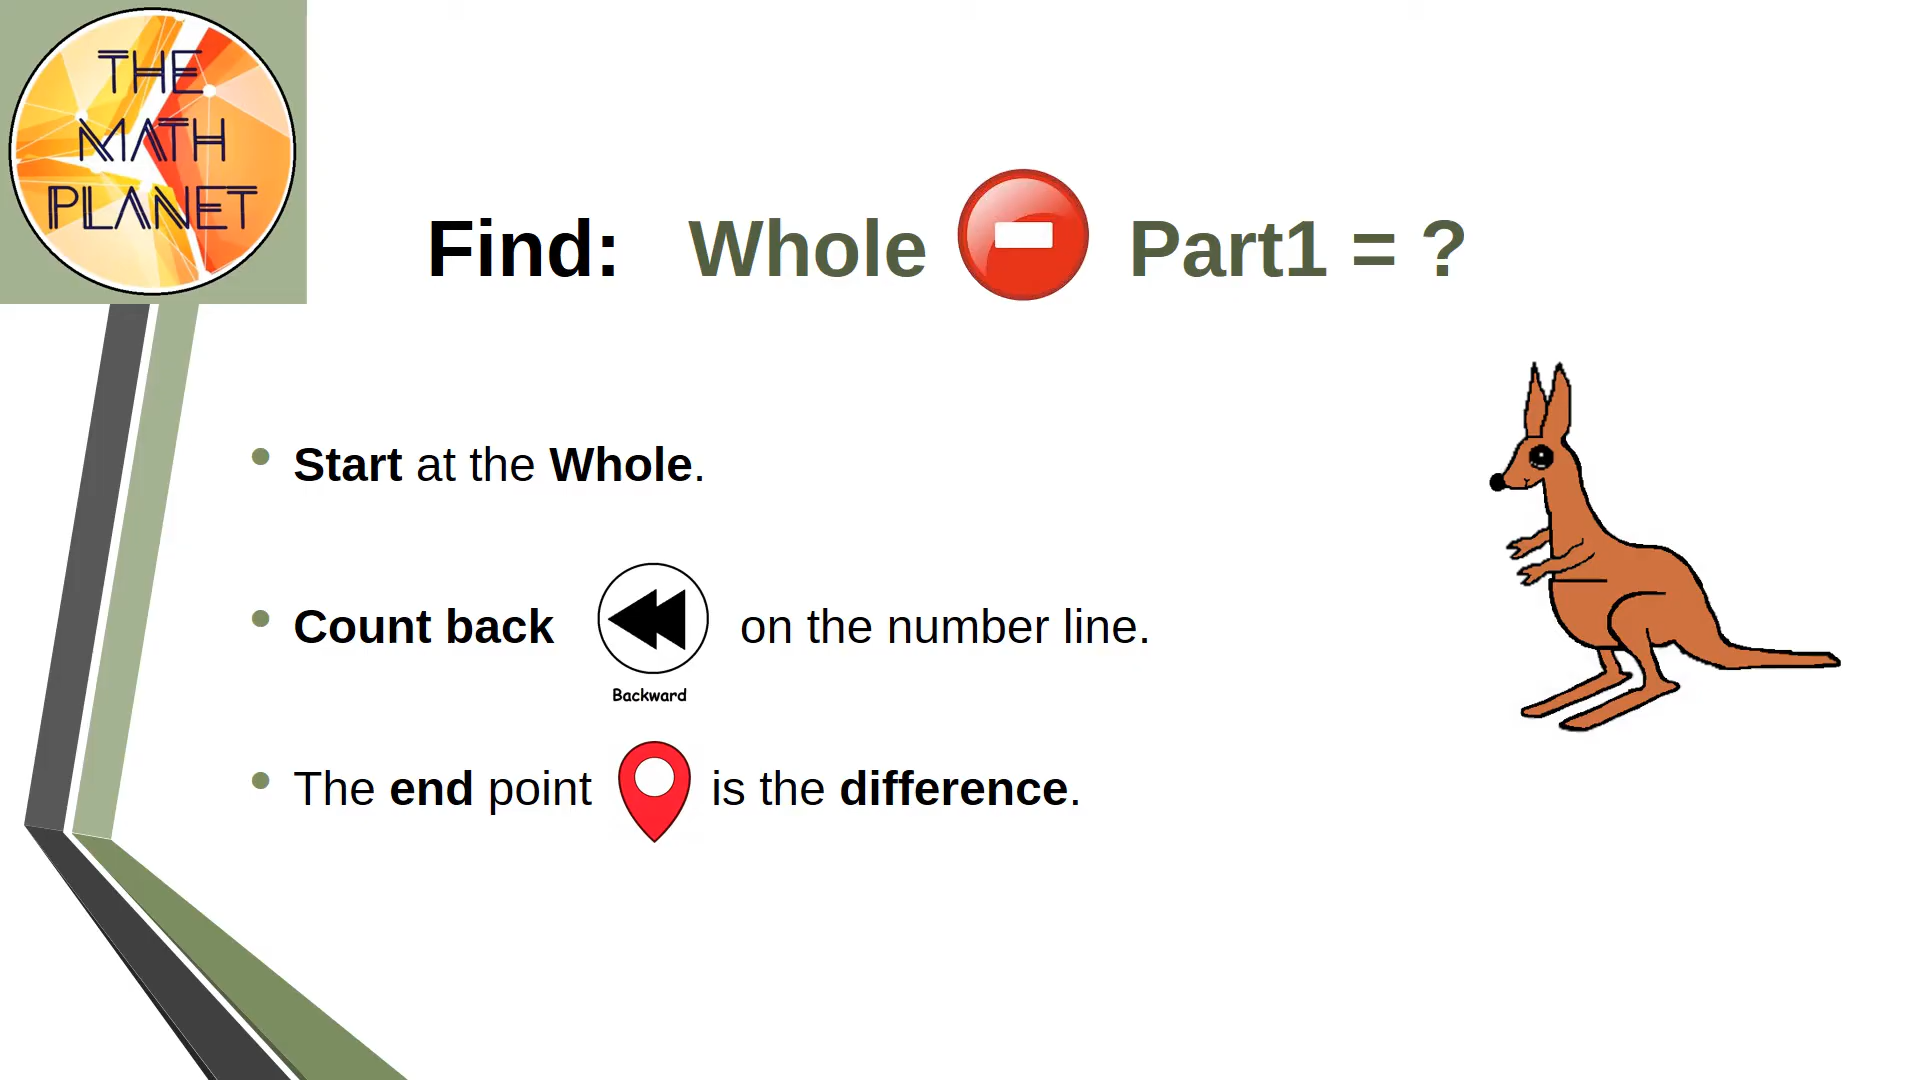 THE
MATH
PLANET
Find: Whole Part1 = ?
• Start at the Whole.
• Count back on the number line.
Backward
• The end point is the difference.